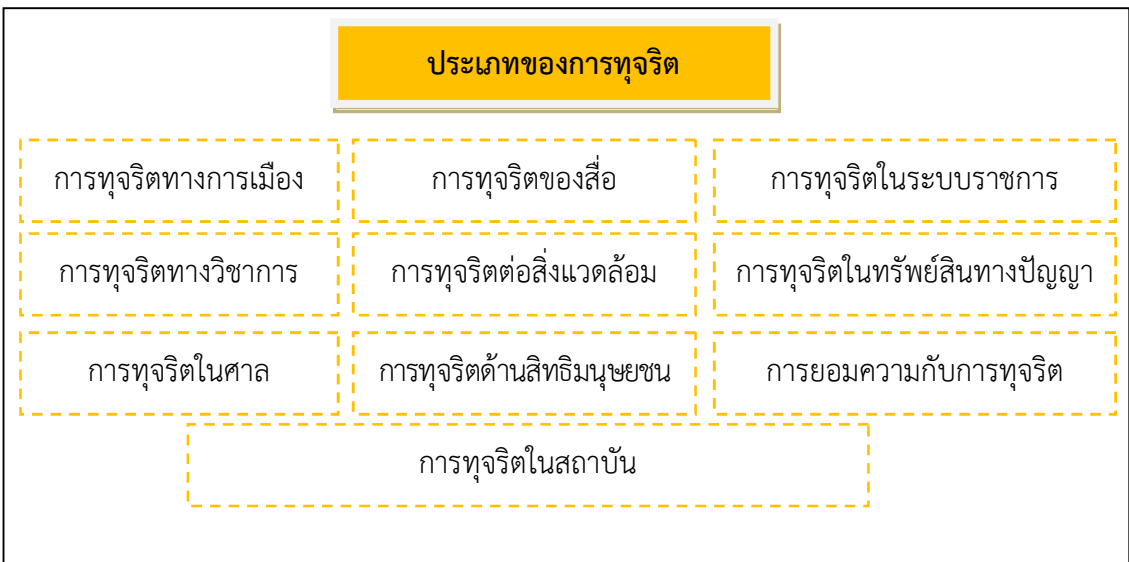 ประเภทของการทุจริต
การทุจริตทางการเมือง
การทุจริตของสื่อ
การทุจริตในระบบราชการ
การทุจริตทางวิชาการ
การทุจริตต่อสิ่งแวดล้อม
การทุจริตในทรัพย์สินทางปัญญา
การทุจริตในศาล
การทุจริตด้านสิทธิมนุษยชน
การยอมความกับการทุจริต
การทุจริตในสถาบัน